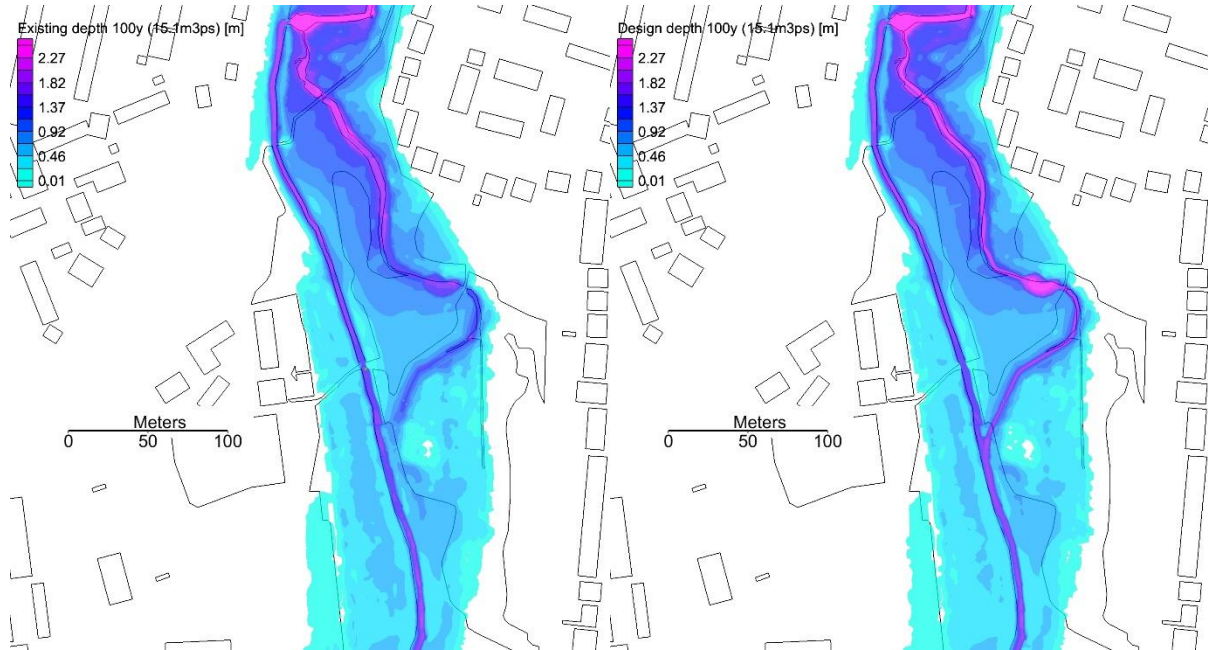 Existing depth 100y (15.1m3ps) [m]
2.27
1.82
1.37
0.92
0.46
0.01
Meters
0 50 100
Design depth 100y (15.1m3ps) [m]
2.27
1.82
1.37
0.92
0.46
0.01
Meters
0 50 100